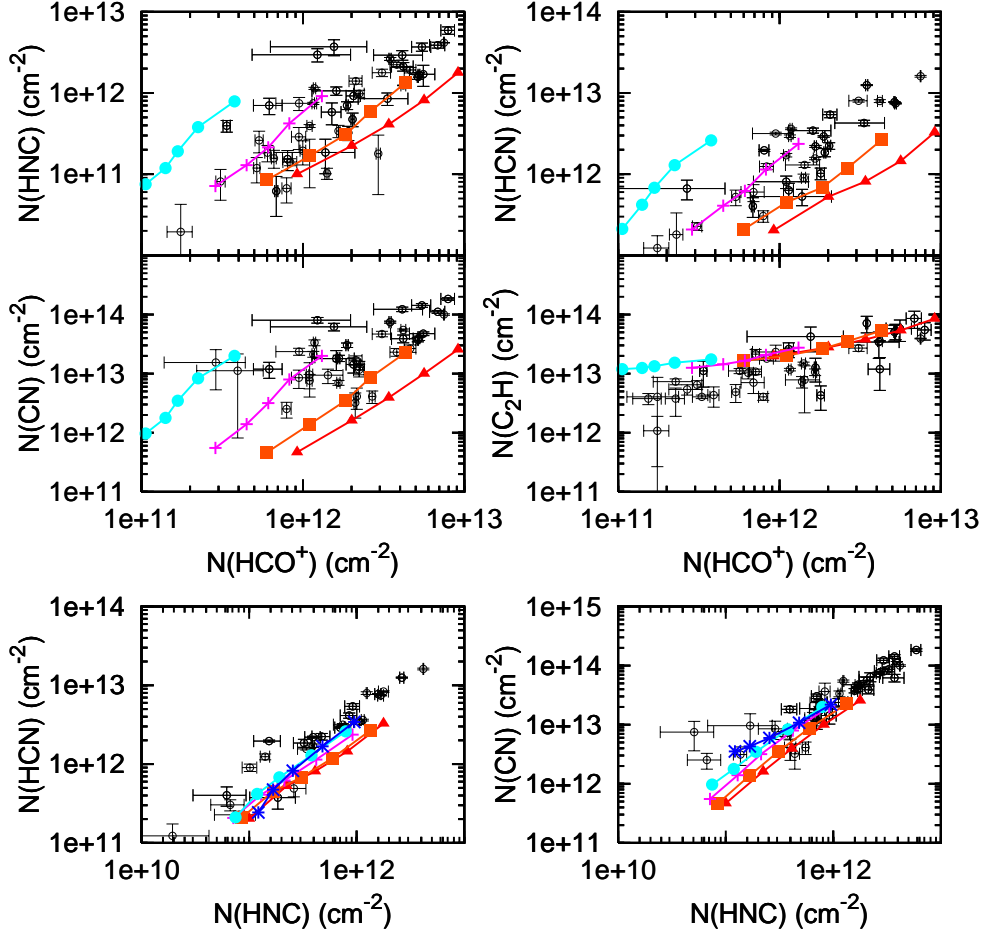 1e+13
1e+12
1e+11
N(HNC) (cm-2)
1e+14
1e+13
1e+12
N(HCN) (cm-2)
1e+14
1e+13
1e+12
1e+11
N(CN) (cm-2)
1e+11
1e+12
1e+13
N(HCO+) (cm-2)
1e+14
1e+13
1e+12
1e+11
N(C2H) (cm-2)
1e+11
1e+12
1e+13
N(HCO+) (cm-2)
1e+14
1e+13
1e+12
1e+11
N(HCN) (cm-2)
1e+10
1e+12
N(HNC) (cm-2)
1e+15
1e+14
1e+13
1e+12
1e+11
N(CN) (cm-2)
1e+10
1e+12
N(HNC) (cm-2)